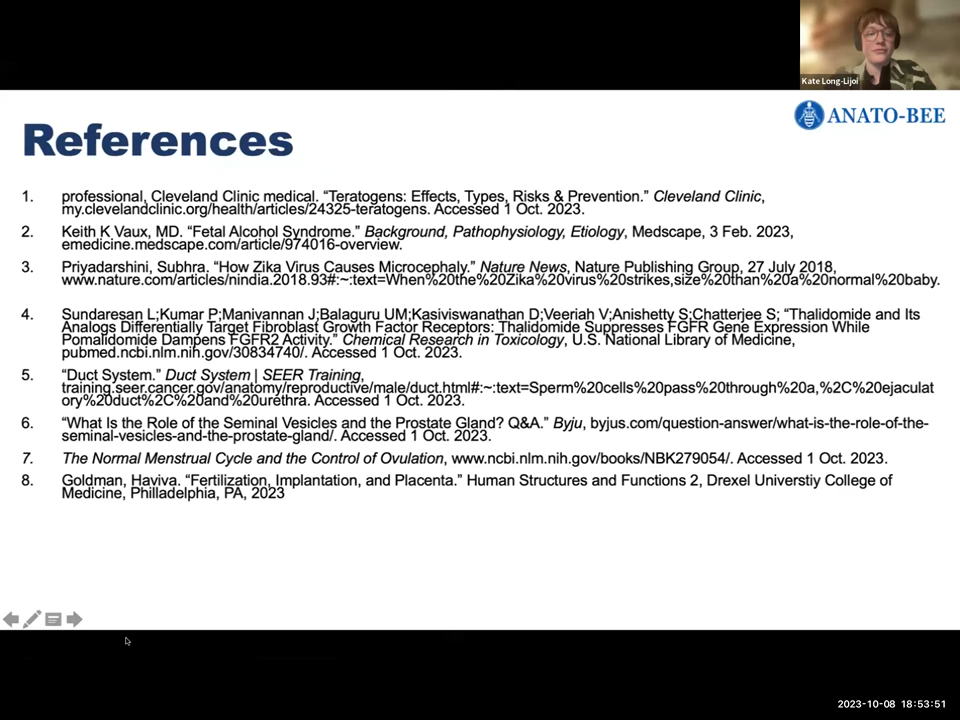 Kate Long-Lijoi
ANATO-BEE
References
1. professional, Cleveland Clinic medical. “Teratogens: Effects, Types, Risks & Prevention.” Cleveland Clinic,
my.clevelandclinic.org/health/articles/24325-teratogens. Accessed 1 Oct. 2023.
2. Keith K Vaux, MD. “Fetal Alcohol Syndrome.” Background, Pathophysiology, Etiology, Medscape, 3 Feb. 2023,
emedicine.medscape.com/article/974016-overview.
3. Priyadarshini, Subhra. “How Zika Virus Causes Microcephaly.” Nature News, Nature Publishing Group, 27 July 2018,
www.nature.com/articles/nindia.2018.93#:~:text=When%20the%20Zika%20virus%20strikes,size%20than%20a%20normal%20baby.
4. Sundaresan L;Kumar P;Manivannan J;Balaguru UM;Kasiviswanathan D;Veeriah V;Anishetty S;Chatterjee S; “Thalidomide and Its
Analogs Differentially Target Fibroblast Growth Factor Receptors: Thalidomide Suppresses FGFR Gene Expression While
Pomalidomide Dampens FGFR2 Activity.” Chemical Research in Toxicology, U.S. National Library of Medicine,
pubmed.ncbi.nlm.nih.gov/30834740/. Accessed 1 Oct. 2023.
5. “Duct System.” Duct System | SEER Training,
training.seer.cancer.gov/anatomy/reproductive/male/duct.html#:~:text=Sperm%20cells%20pass%20through%20a,%2C%20ejaculat
ory%20duct%2C%20and%20urethra. Accessed 1 Oct. 2023.
6. “What Is the Role of the Seminal Vesicles and the Prostate Gland? Q&A.” Byju, byjus.com/question-answer/what-is-the-role-of-the-
seminal-vesicles-and-the-prostate-gland/. Accessed 1 Oct. 2023.
7. The Normal Menstrual Cycle and the Control of Ovulation, www.ncbi.nlm.nih.gov/books/NBK279054/. Accessed 1 Oct. 2023.
8. Goldman, Haviva. “Fertilization, Implantation, and Placenta.” Human Structures and Functions 2, Drexel Universtiy College of
Medicine, Philladelphia, PA, 2023
2023-10-08 18:53:51